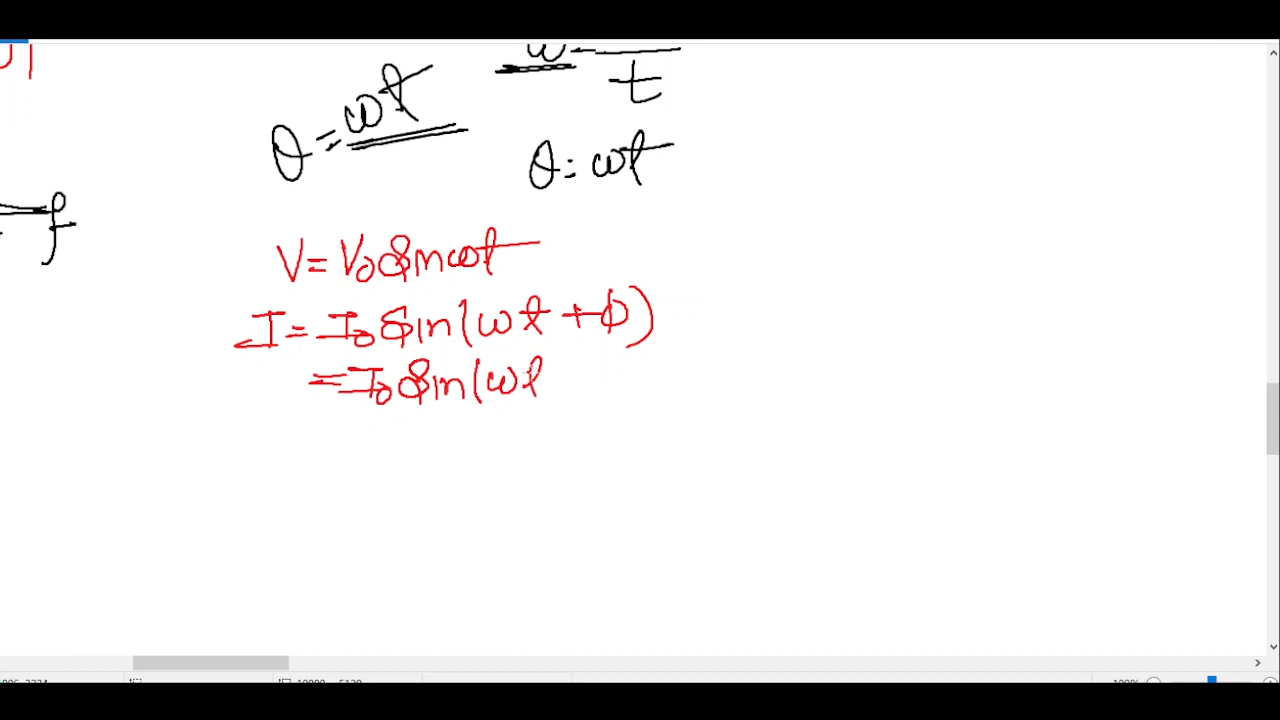 θ = ωt
t
θ = ωt
f
V = V₀ Sin ωt
I = I₀ Sin(ωt + φ)
= I₀ Sin(ωt